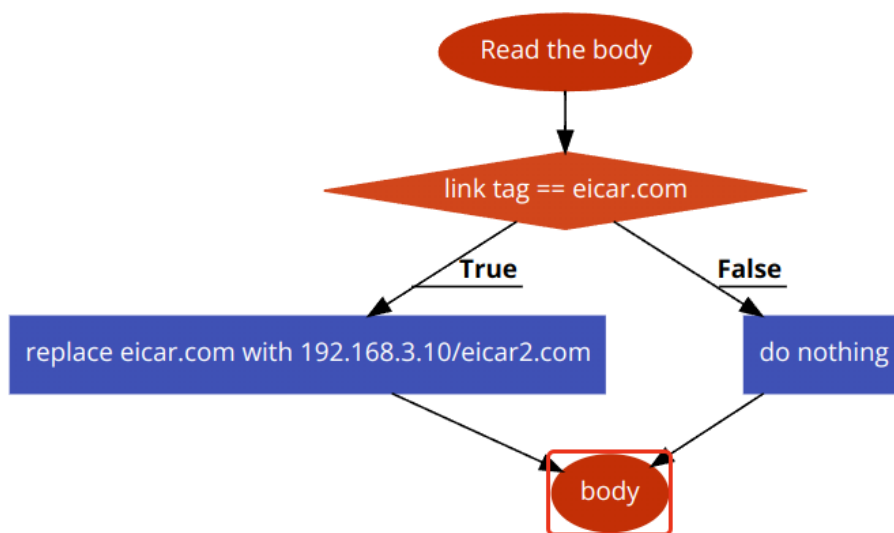 Read the body
link tag == eicar.com
True
False
replace eicar.com with 192.168.3.10/eicar2.com
do nothing
body